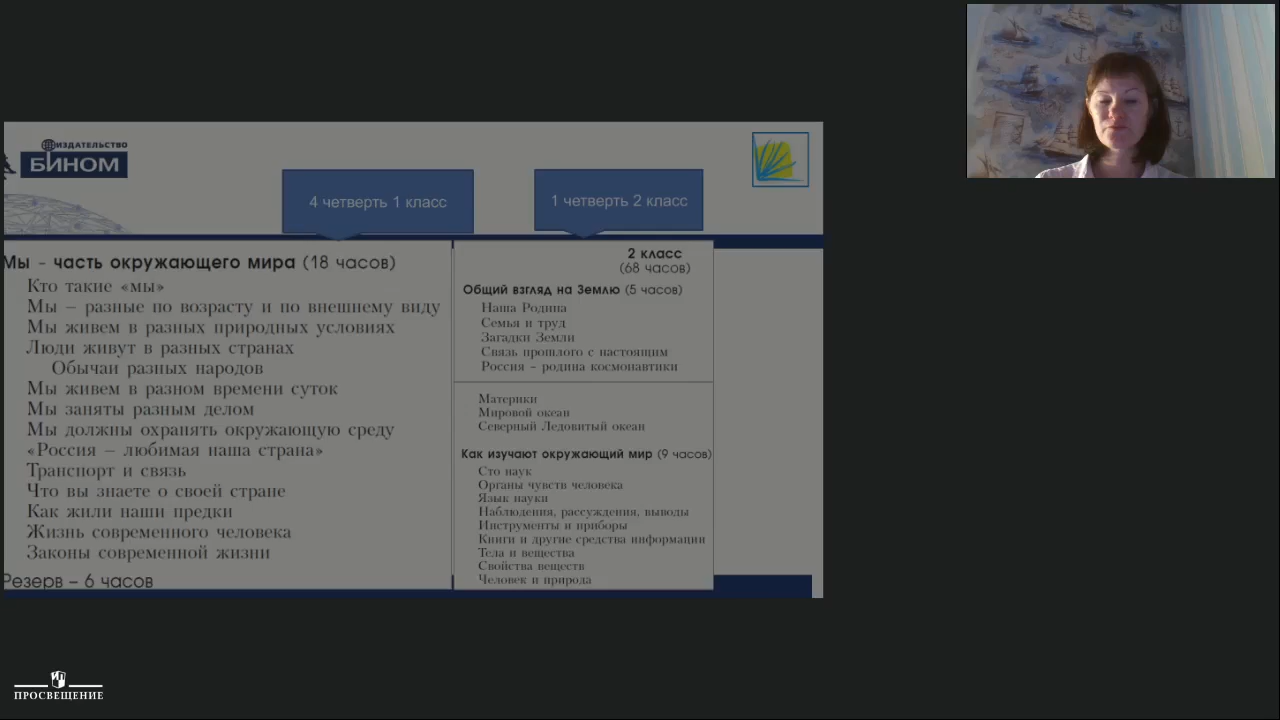 ИЗДАТЕЛЬСТВО
БИНОМ
4 четверть 1 класс
1 четверть 2 класс
Мы – часть окружающего мира (18 часов)
Кто такие «мы»
Мы – разные по возрасту и по внешнему виду
Мы живем в разных природных условиях
Люди живут в разных странах
Обычаи разных народов
Мы живем в разном времени суток
Мы заняты разным делом
Мы должны охранять окружающую среду
«Россия – любимая наша страна»
Транспорт и связь
Что вы знаете о своей стране
Как жили наши предки
Жизнь современного человека
Законы современной жизни
Резерв – 6 часов
2 класс
(68 часов)
Общий взгляд на Землю (5 часов)
Наша Родина
Семья и труд
Загадки Земли
Связь прошлого с настоящим
Россия – родина космонавтики
Материки
Мировой океан
Северный Ледовитый океан
Как изучают окружающий мир (9 часов)
Сто наук
Органы чувств человека
Язык науки
Наблюдения, рассуждения, выводы
Инструменты и приборы
Книги и другие средства информации
Тела и вещества
Свойства веществ
Человек и природа
ПРОСВЕЩЕНИЕ